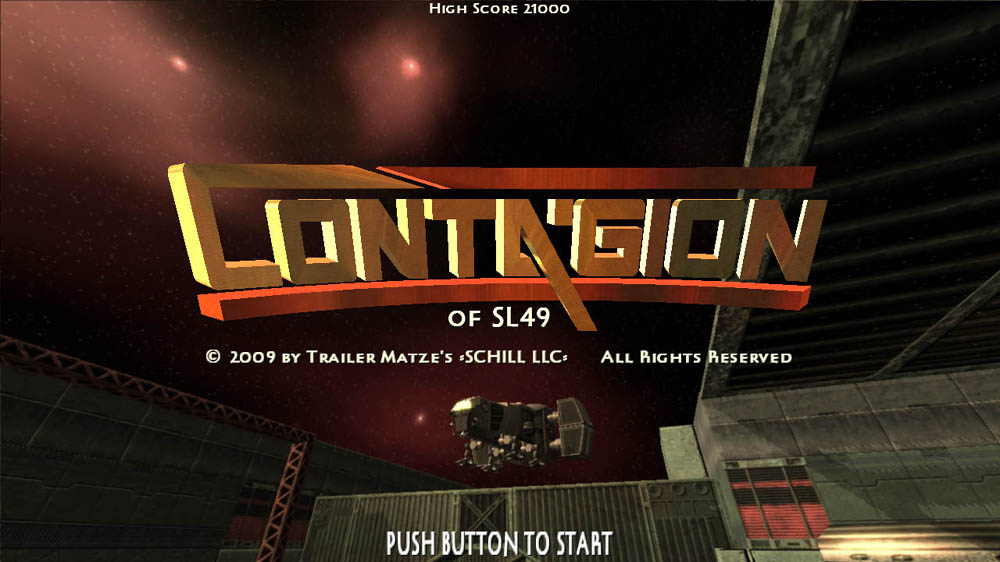 High Score 21000
CONTAGION
OF SL49
© 2009 by Trailer Matze's :SCHILL LLC: All Rights Reserved
PUSH BUTTON TO START